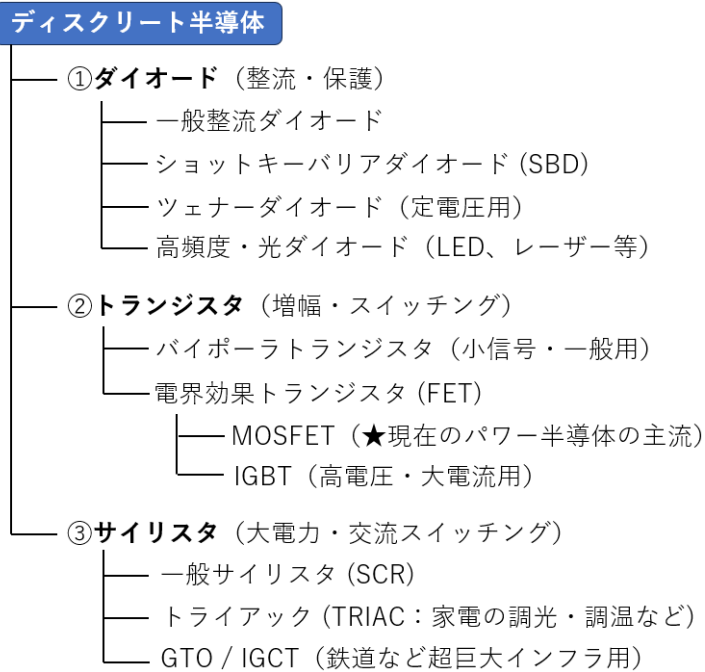 ディスクリート半導体
①ダイオード（整流・保護）
一般整流ダイオード
ショットキーバリアダイオード (SBD)
ツェナーダイオード（定電圧用）
高頻度・光ダイオード（LED、レーザー等）
②トランジスタ（増幅・スイッチング）
バイポーラトランジスタ（小信号・一般用）
電界効果トランジスタ (FET)
MOSFET（★現在のパワー半導体の主流）
IGBT（高電圧・大電流用）
③サイリスタ（大電力・交流スイッチング）
一般サイリスタ (SCR)
トライアック (TRIAC：家電の調光・調温など)
GTO / IGCT（鉄道など超巨大インフラ用）